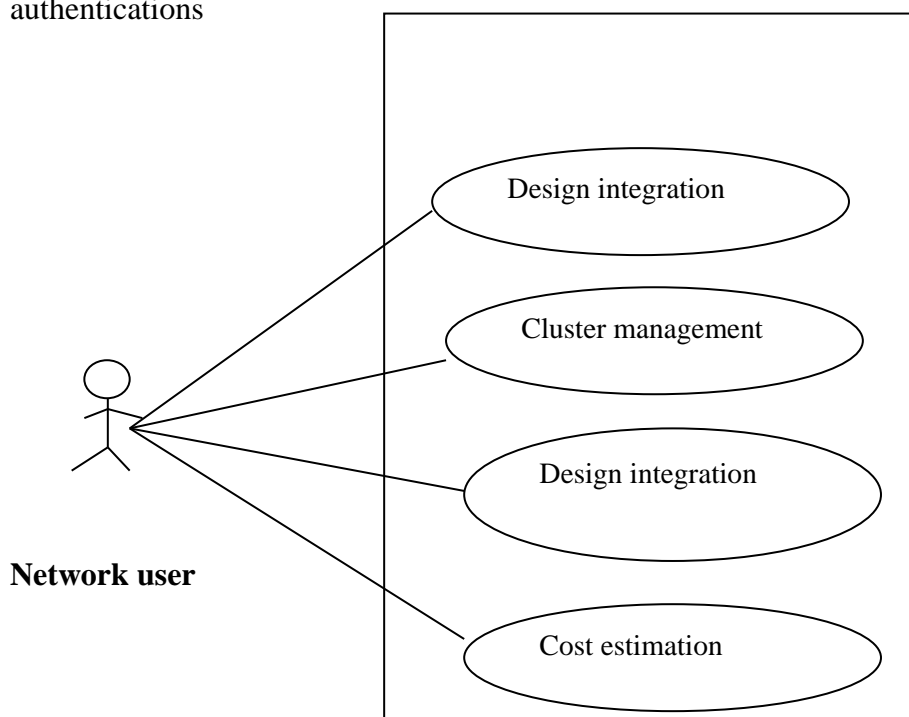 authentications
Design integration
Cluster management
Design integration
Network user
Cost estimation